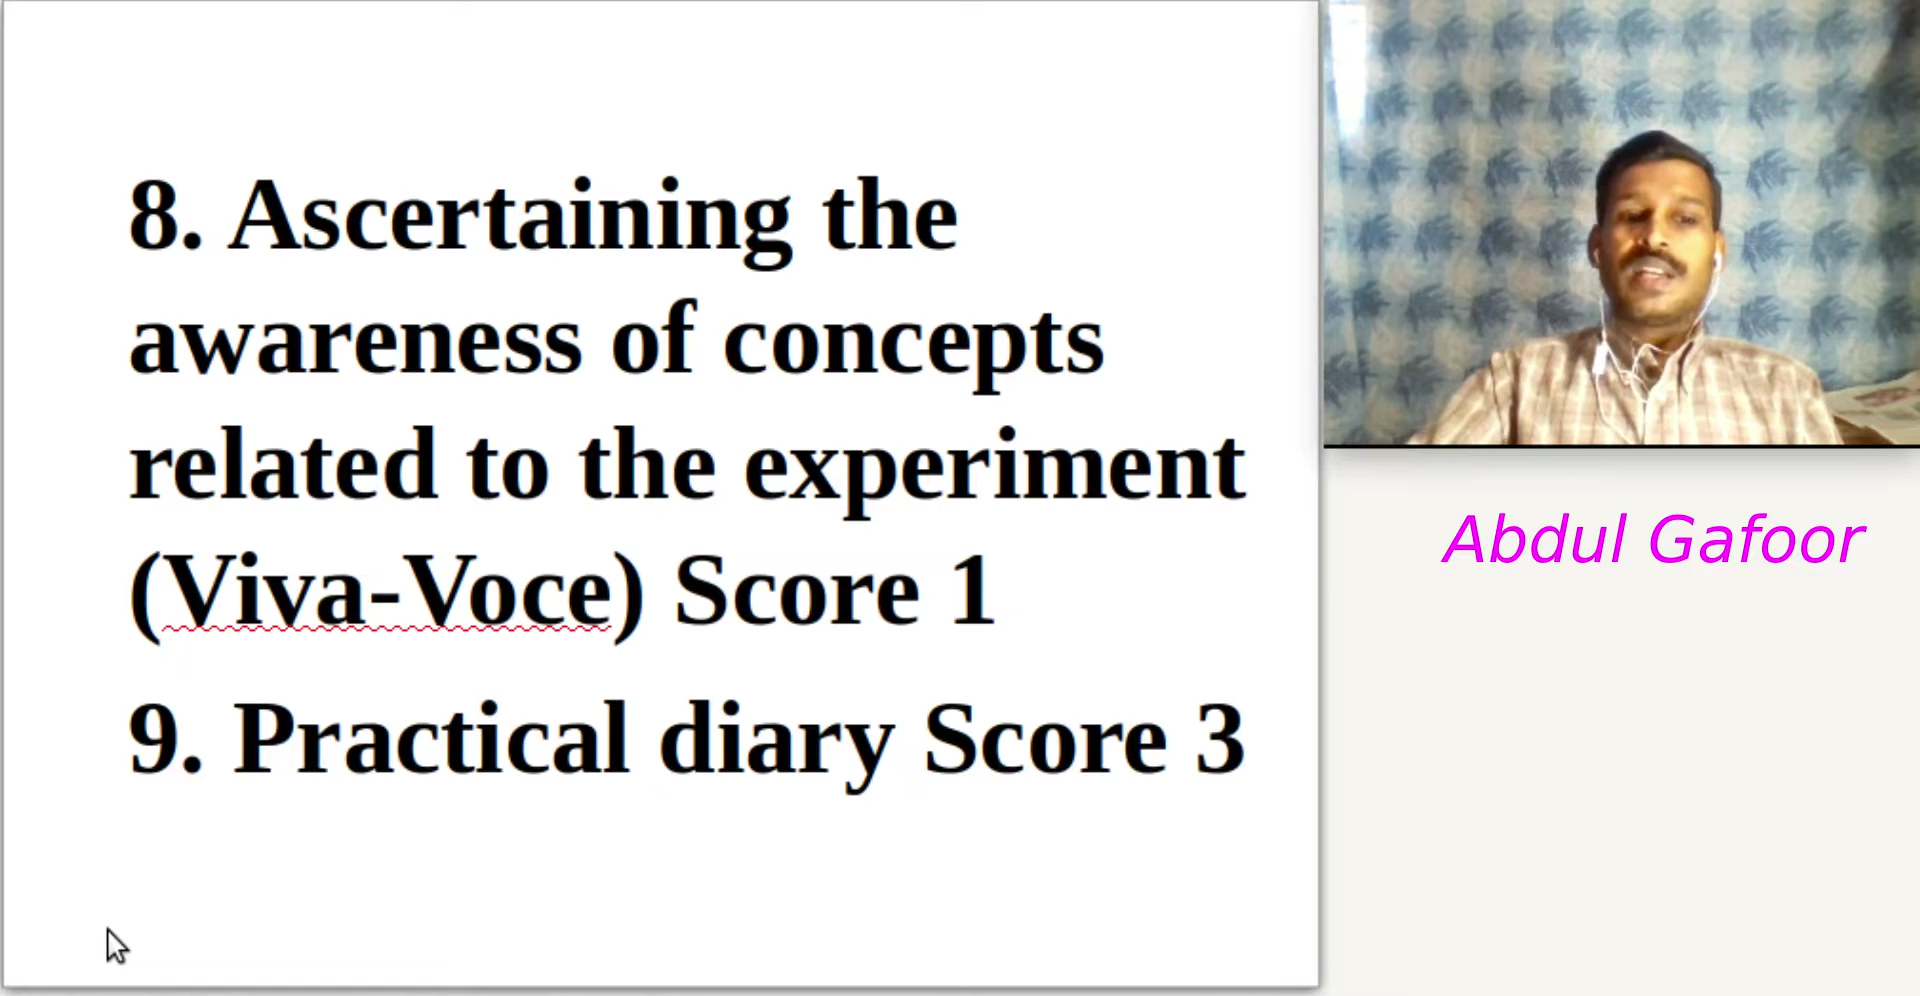 8. Ascertaining the
awareness of concepts
related to the experiment
(Viva-Voce) Score 1
9. Practical diary Score 3
Abdul Gafoor